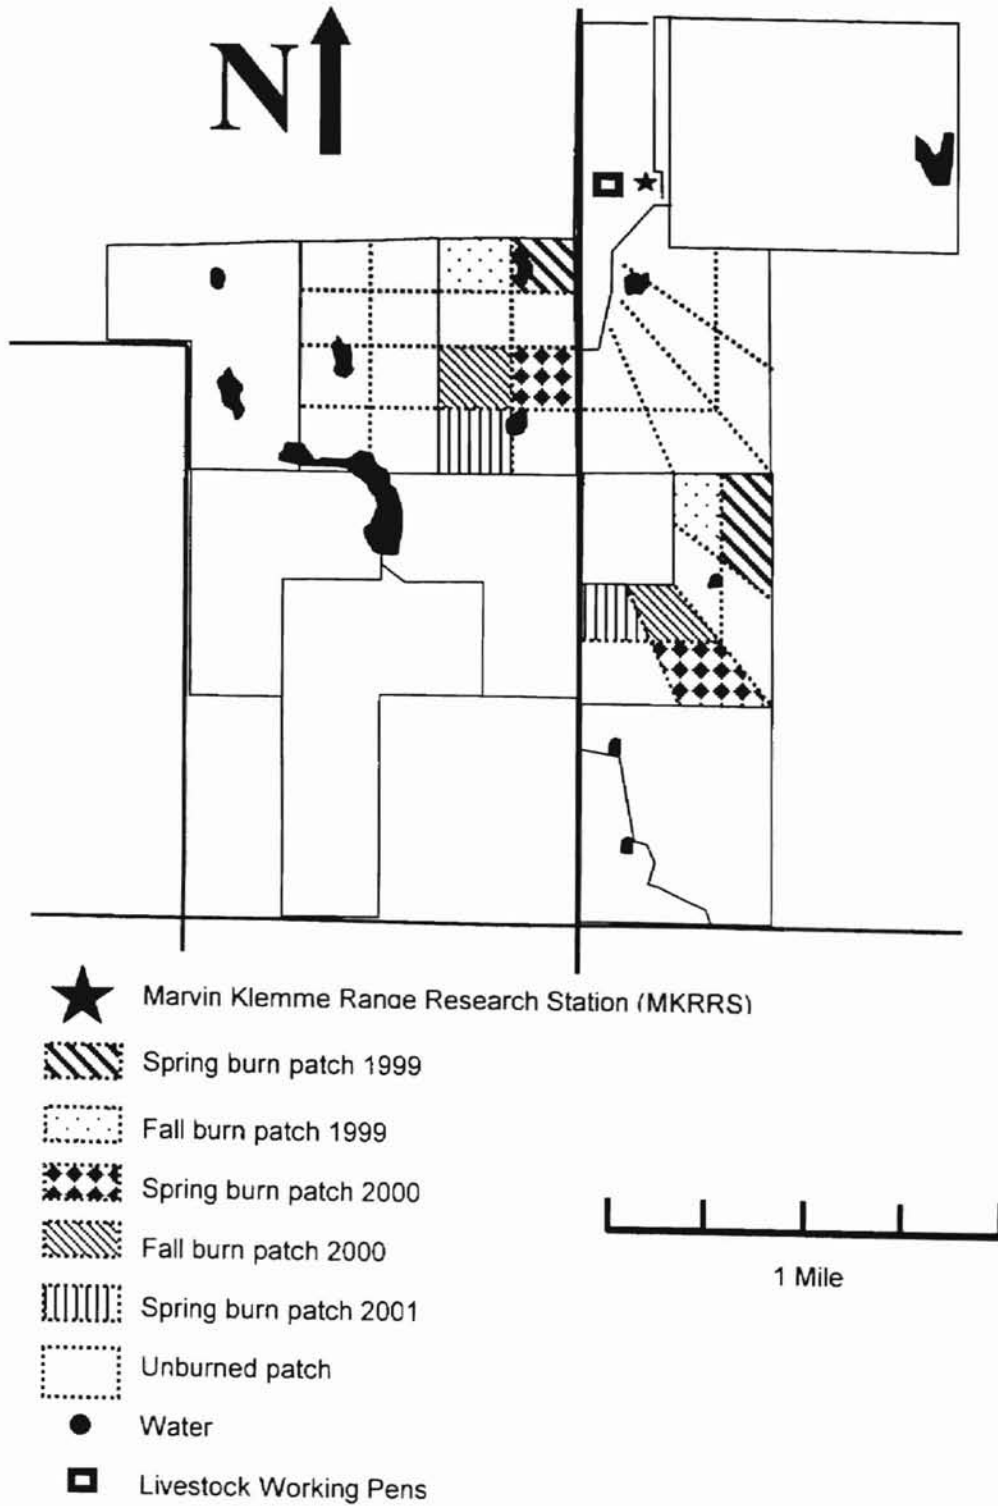 N
Marvin Klemme Range Research Station (MKRRS)
Spring burn patch 1999
Fall burn patch 1999
Spring burn patch 2000
Fall burn patch 2000
Spring burn patch 2001
Unburned patch
Water
Livestock Working Pens
1 Mile